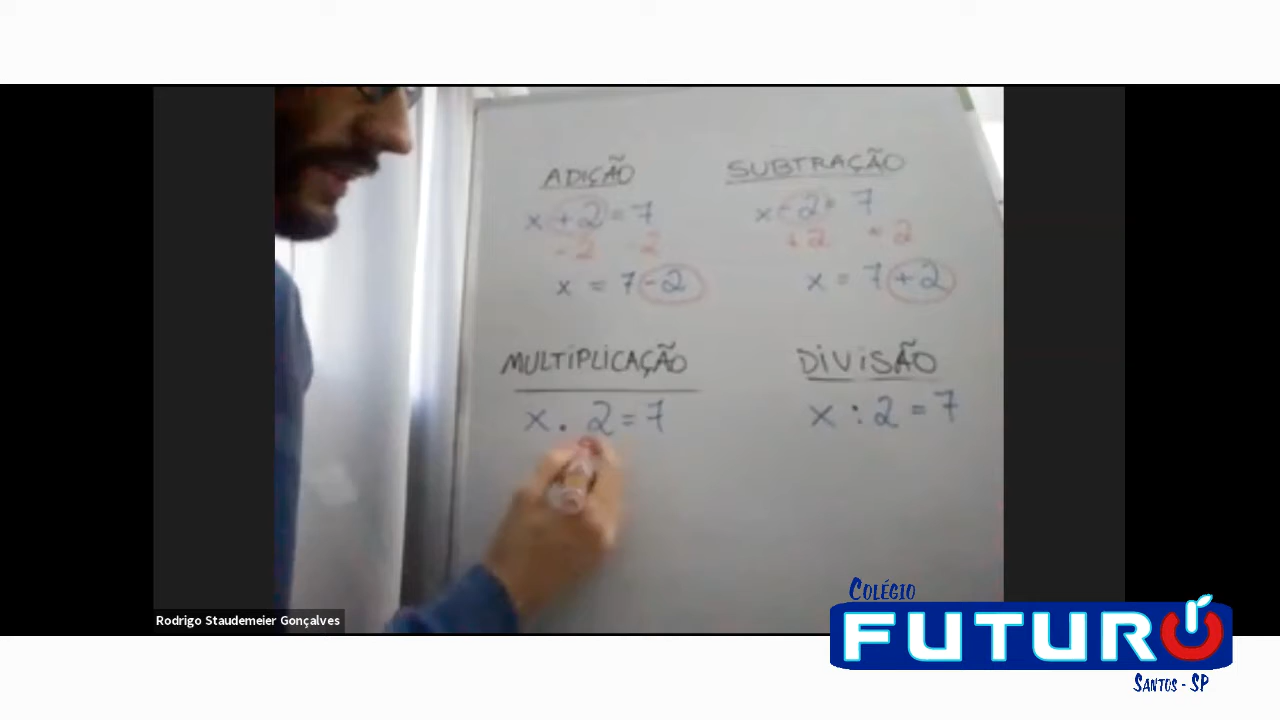 ADIÇÃO
x + 2 = 7
- 2 - 2
x = 7 - 2
SUBTRAÇÃO
x - 2 = 7
+ 2 + 2
x = 7 + 2
MULTIPLICAÇÃO
x . 2 = 7
DIVISÃO
x : 2 = 7
Rodrigo Staudemeier Gonçalves
COLÉGIO
FUTURO
SANTOS - SP